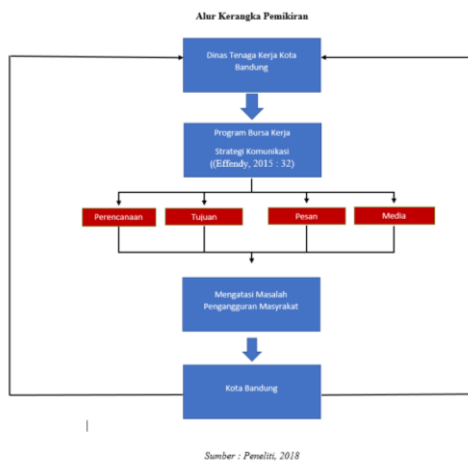 Alur Kerangka Pemikiran
Dinas Tenaga Kerja Kota
Bandung
Program Bursa Kerja
Strategi Komunikasi
((Effendy, 2015 : 32)
Perencanaan
Tujuan
Pesan
Media
Mengatasi Masalah
Pengangguran Masyrakat
Kota Bandung
Sumber : Peneliti, 2018